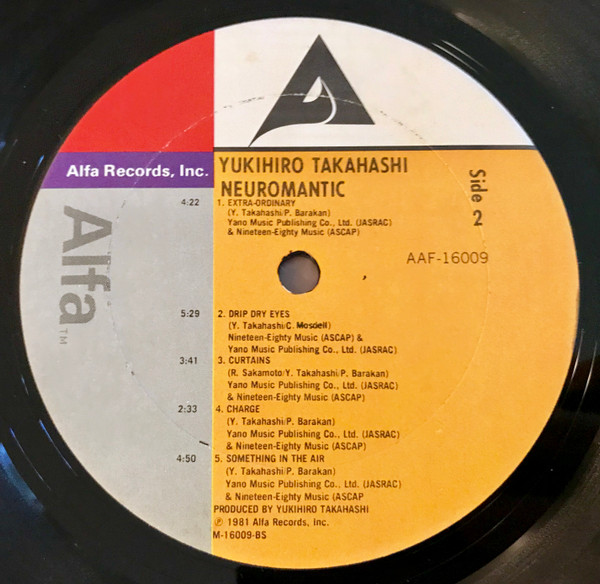 Alfa Records, Inc.
YUKIHIRO TAKAHASHI
NEUROMANTIC
Side
2
AAF-16009
Alfa™
4:22 1. EXTRA-ORDINARY
(Y. Takahashi/P. Barakan)
Yano Music Publishing Co., Ltd. (JASRAC)
& Nineteen-Eighty Music (ASCAP)
5:29 2. DRIP DRY EYES
(Y. Takahashi/C. Mosdell)
Nineteen-Eighty Music (ASCAP) &
Yano Music Publishing Co., Ltd. (JASRAC)
3:41 3. CURTAINS
(R. Sakamoto/Y. Takahashi/P. Barakan)
Yano Music Publishing Co., Ltd. (JASRAC)
& Nineteen-Eighty Music (ASCAP)
2:33 4. CHARGE
(Y. Takahashi/P. Barakan)
Yano Music Publishing Co., Ltd. (JASRAC)
& Nineteen-Eighty Music (ASCAP)
4:50 5. SOMETHING IN THE AIR
(Y. Takahashi/P. Barakan)
Yano Music Publishing Co., Ltd. (JASRAC)
& Nineteen-Eighty Music (ASCAP
PRODUCED BY YUKIHIRO TAKAHASHI
℗ 1981 Alfa Records, Inc.
M-16009-BS